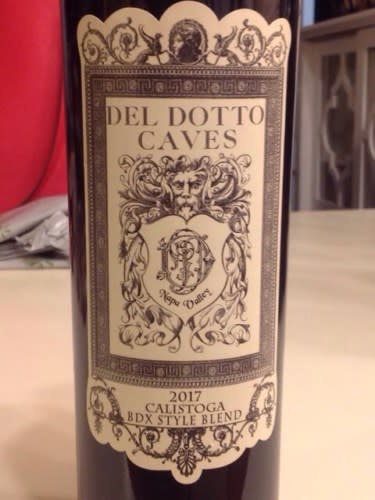 DEL DOTTO
CAVES
Napa Valley
2017
CALISTOGA
BDX STYLE BLEND